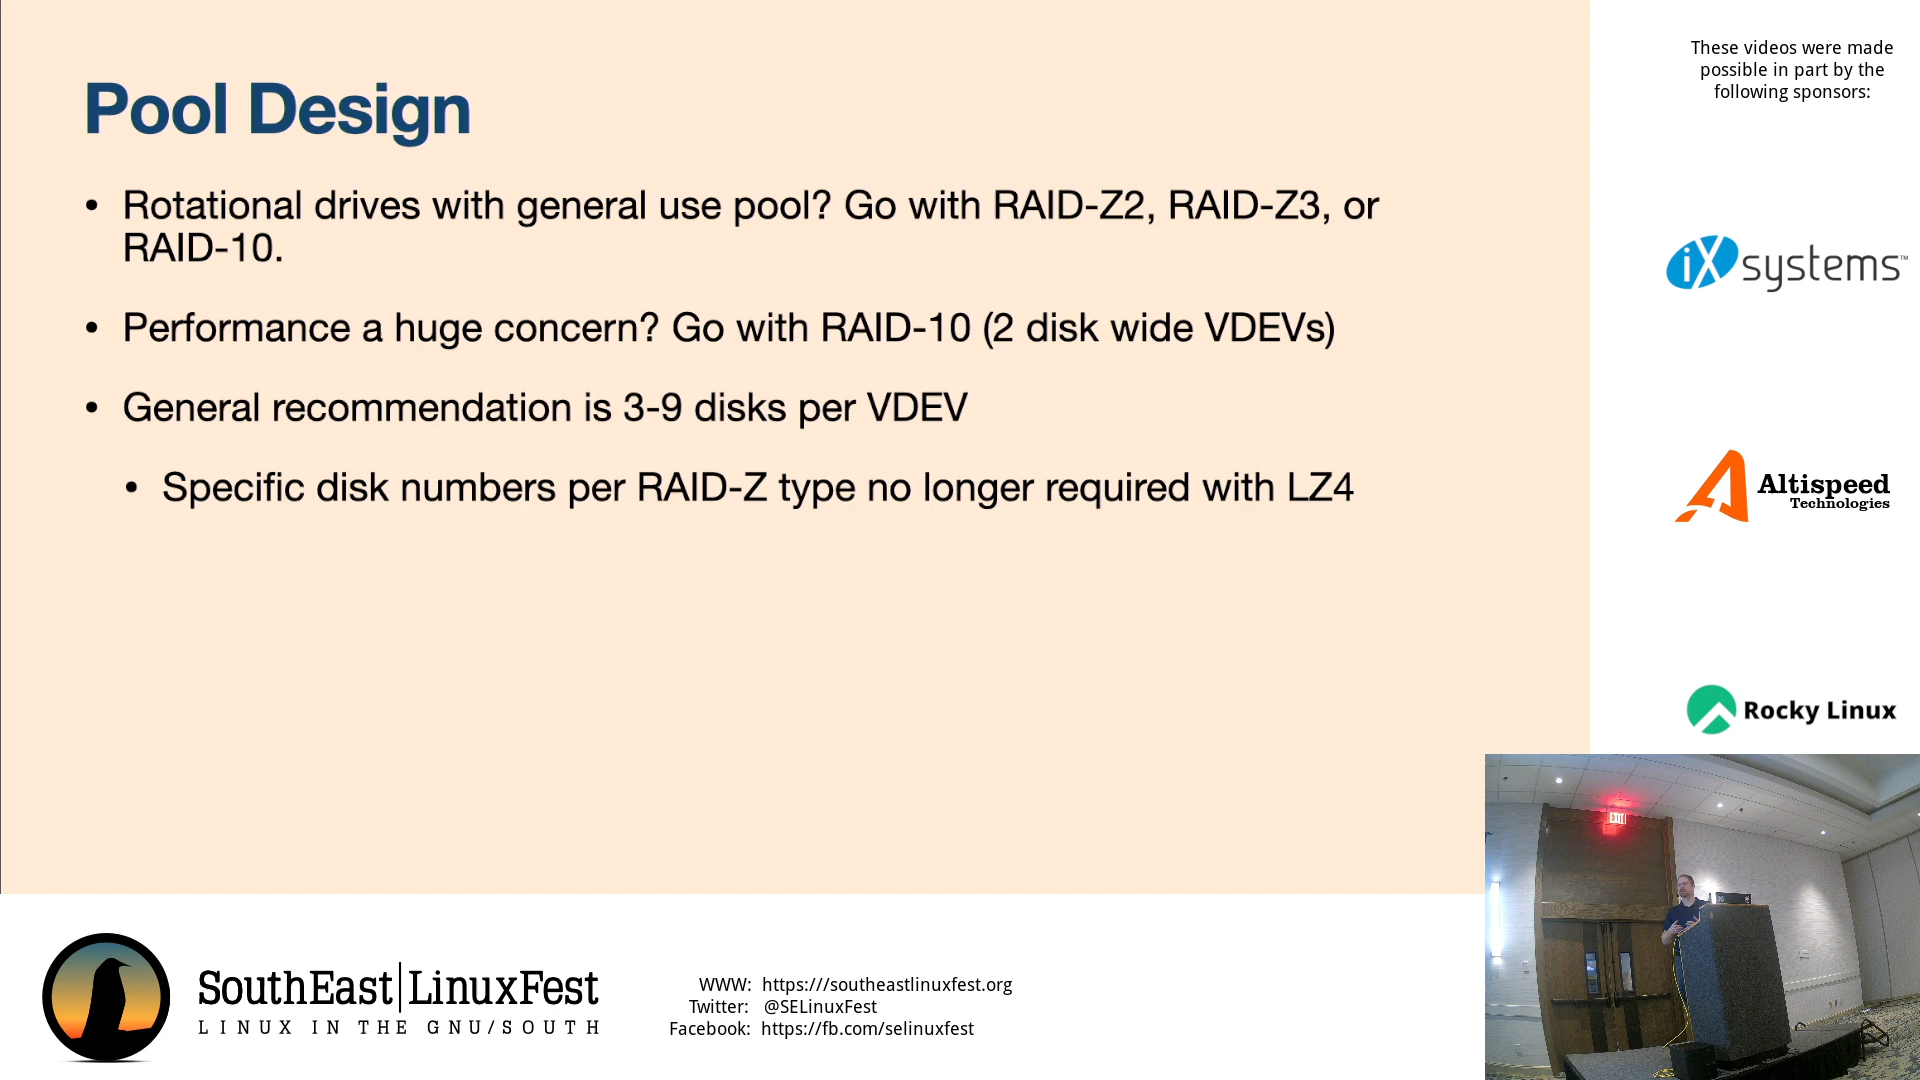 Pool Design
• Rotational drives with general use pool? Go with RAID-Z2, RAID-Z3, or
RAID-10.
• Performance a huge concern? Go with RAID-10 (2 disk wide VDEVs)
• General recommendation is 3-9 disks per VDEV
• Specific disk numbers per RAID-Z type no longer required with LZ4
These videos were made
possible in part by the
following sponsors:
iXsystems™
Altispeed
Technologies
Rocky Linux
EXIT
SouthEast|LinuxFest
LINUX IN THE GNU/SOUTH
WWW: https:///southeastlinuxfest.org
Twitter: @SELinuxFest
Facebook: https://fb.com/selinuxfest